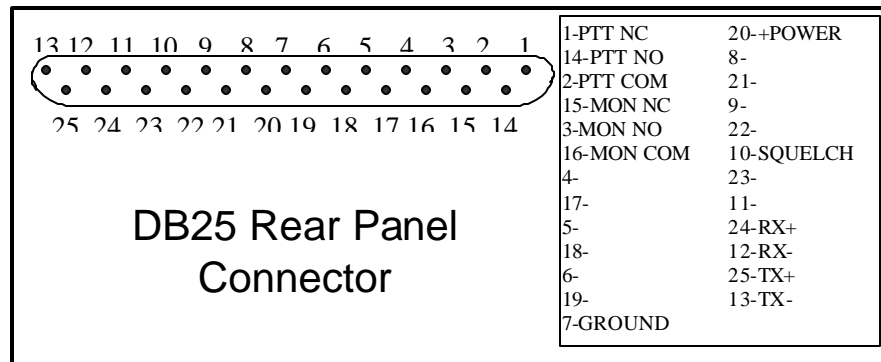 13 12 11 10 9 8 7 6 5 4 3 2 1
25 24 23 22 21 20 19 18 17 16 15 14
DB25 Rear Panel
Connector
1-PTT NC 20-+POWER
14-PTT NO 8-
2-PTT COM 21-
15-MON NC 9-
3-MON NO 22-
16-MON COM 10-SQUELCH
4- 23-
17- 11-
5- 24-RX+
18- 12-RX-
6- 25-TX+
19- 13-TX-
7-GROUND